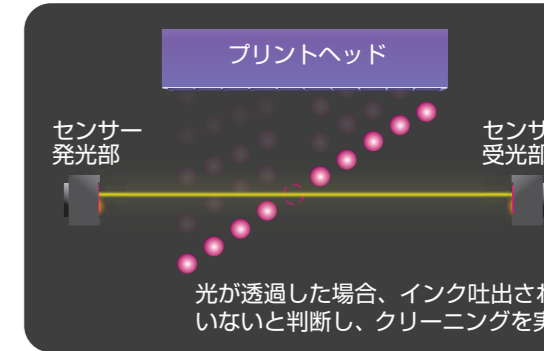 プリントヘッド
センサー
発光部
センサ
受光部
光が透過した場合、インク吐出さ
いないと判断し、クリーニングを実